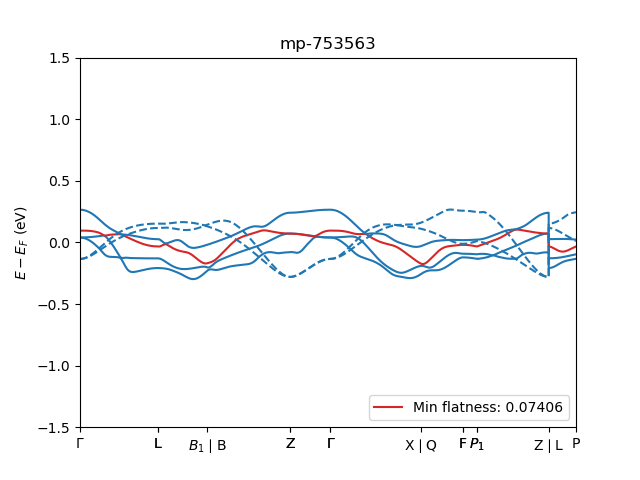 mp-753563
E − E_F (eV)
1.5
1.0
0.5
0.0
−0.5
−1.0
−1.5
Min flatness: 0.07406
Γ L B₁ | B Z Γ X | Q F P₁ Z | L P